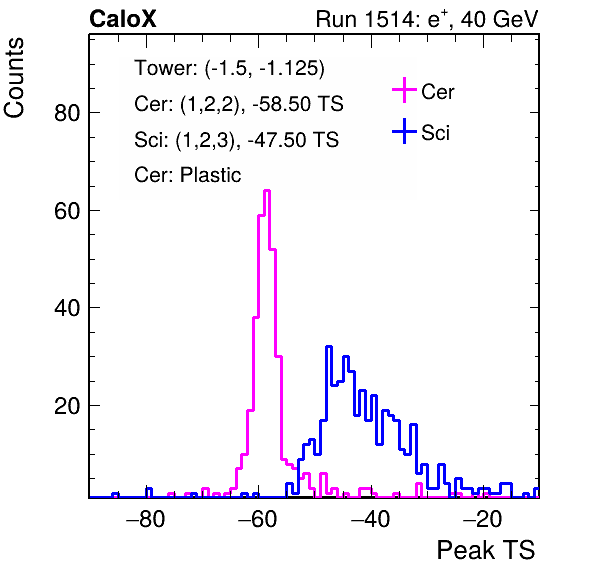 CaloX Run 1514: e⁺, 40 GeV
Counts
Tower: (-1.5, -1.125)
Cer: (1,2,2), -58.50 TS
Sci: (1,2,3), -47.50 TS
Cer: Plastic
Cer
Sci
80
60
40
20
−80 −60 −40 −20
Peak TS